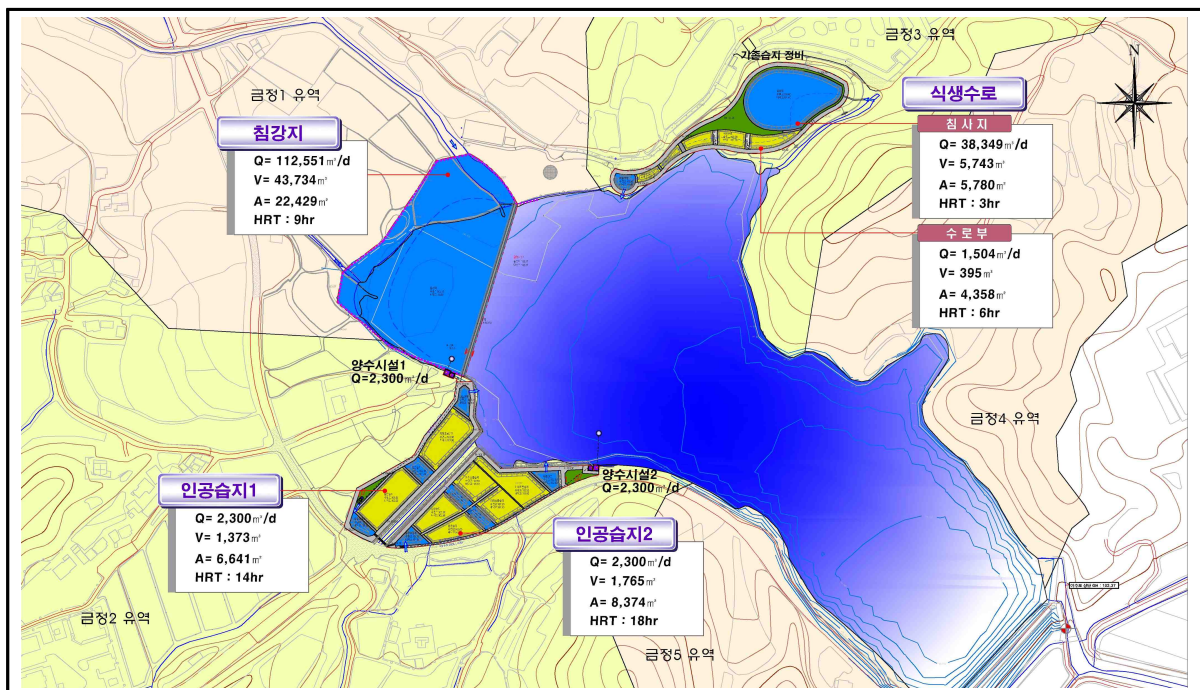 금정3 유역
기존습지 정비
N
금정1 유역
식생수로
침사지
Q= 38,349㎥/d
V= 5,743㎥
A= 5,780㎡
HRT : 3hr
침강지
Q= 112,551㎥/d
V= 43,734㎥
A= 22,429㎡
HRT : 9hr
수로부
Q= 1,504㎥/d
V= 395㎥
A= 4,358㎡
HRT : 6hr
양수시설1
Q=2,300㎥/d
금정4 유역
양수시설2
Q=2,300㎥/d
인공습지1
Q= 2,300㎥/d
V= 1,373㎥
A= 6,641㎡
HRT : 14hr
인공습지2
Q= 2,300㎥/d
V= 1,765㎥
A= 8,374㎡
HRT : 18hr
금정2 유역
금정5 유역